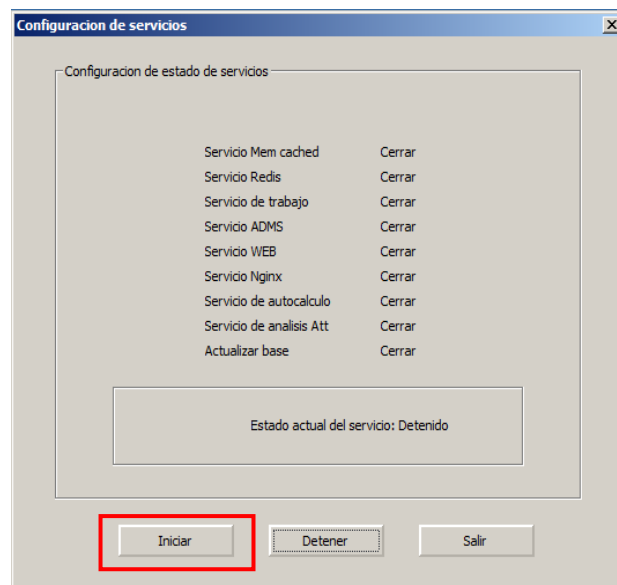 Configuracion de servicios
Configuracion de estado de servicios
Servicio Mem cached Cerrar
Servicio Redis Cerrar
Servicio de trabajo Cerrar
Servicio ADMS Cerrar
Servicio WEB Cerrar
Servicio Nginx Cerrar
Servicio de autocalculo Cerrar
Servicio de analisis Att Cerrar
Actualizar base Cerrar
Estado actual del servicio: Detenido
Iniciar Detener Salir